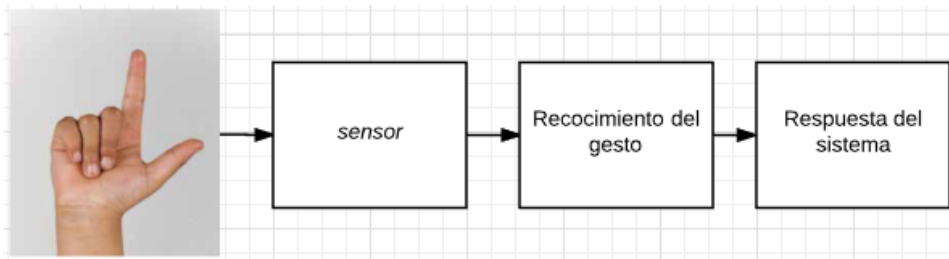 sensor
Recocimiento del
gesto
Respuesta del
sistema